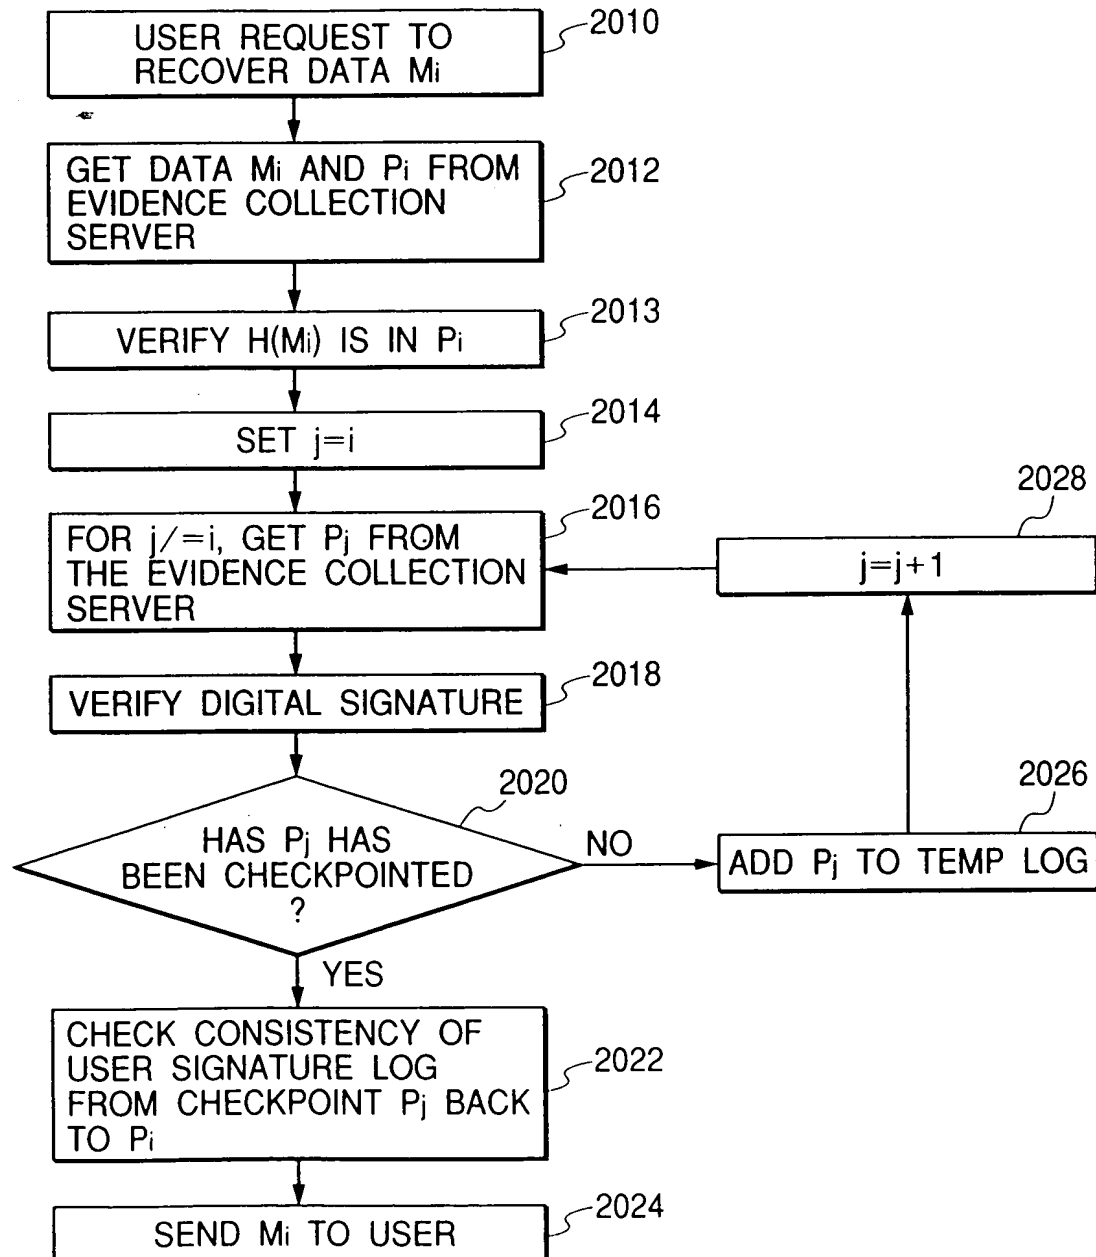 USER REQUEST TO
RECOVER DATA Mi
2010
GET DATA Mi AND Pi FROM
EVIDENCE COLLECTION
SERVER
2012
VERIFY H(Mi) IS IN Pi
2013
SET j=i
2014
FOR j/=i, GET Pj FROM
THE EVIDENCE COLLECTION
SERVER
2016
j=j+1
2028
VERIFY DIGITAL SIGNATURE
2018
HAS Pj HAS
BEEN CHECKPOINTED
?
2020
NO
ADD Pj TO TEMP LOG
2026
YES
CHECK CONSISTENCY OF
USER SIGNATURE LOG
FROM CHECKPOINT Pj BACK
TO Pi
2022
SEND Mi TO USER
2024